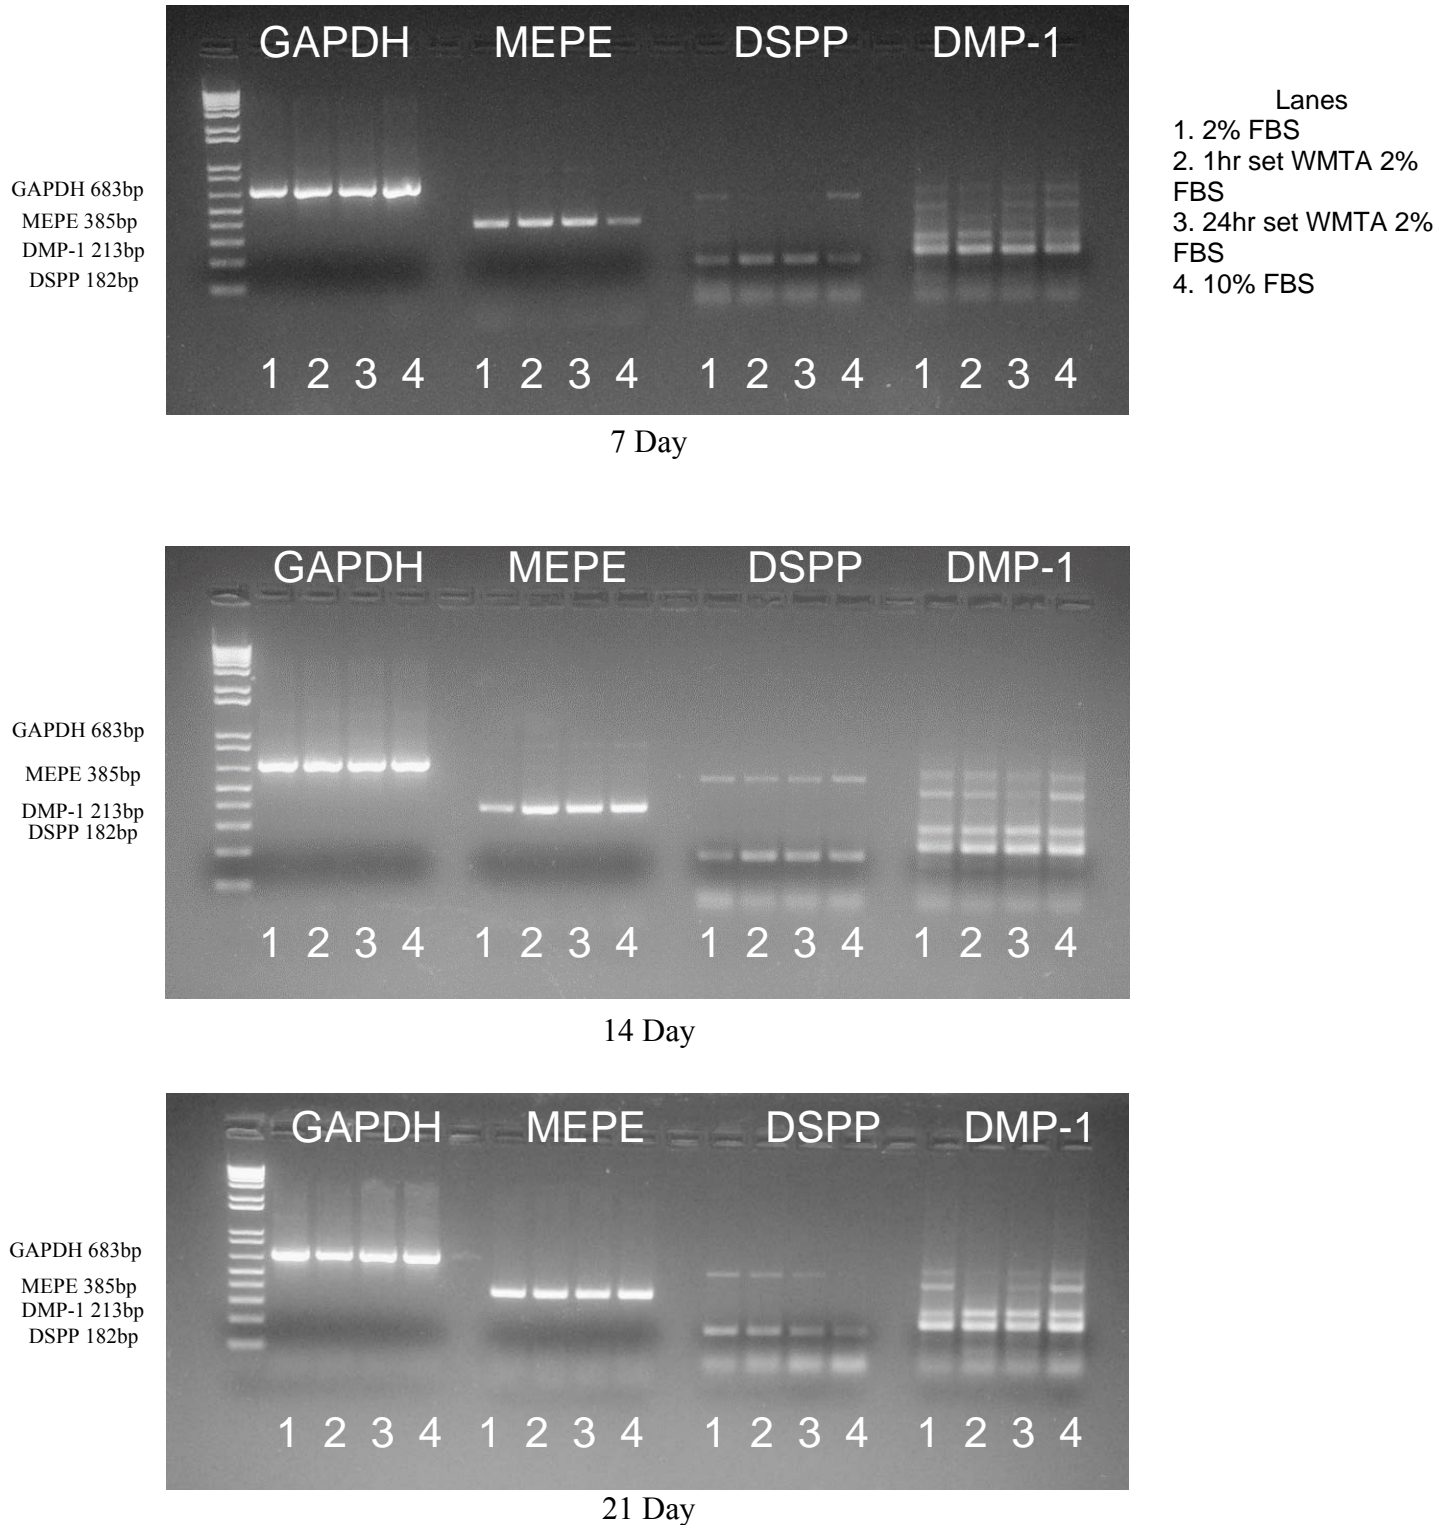 GAPDH MEPE DSPP DMP-1
Lanes
1. 2% FBS
2. 1hr set WMTA 2%
FBS
3. 24hr set WMTA 2%
FBS
4. 10% FBS
GAPDH 683bp
MEPE 385bp
DMP-1 213bp
DSPP 182bp
1 2 3 4 1 2 3 4 1 2 3 4 1 2 3 4
7 Day
GAPDH MEPE DSPP DMP-1
GAPDH 683bp
MEPE 385bp
DMP-1 213bp
DSPP 182bp
1 2 3 4 1 2 3 4 1 2 3 4 1 2 3 4
14 Day
GAPDH MEPE DSPP DMP-1
GAPDH 683bp
MEPE 385bp
DMP-1 213bp
DSPP 182bp
1 2 3 4 1 2 3 4 1 2 3 4 1 2 3 4
21 Day